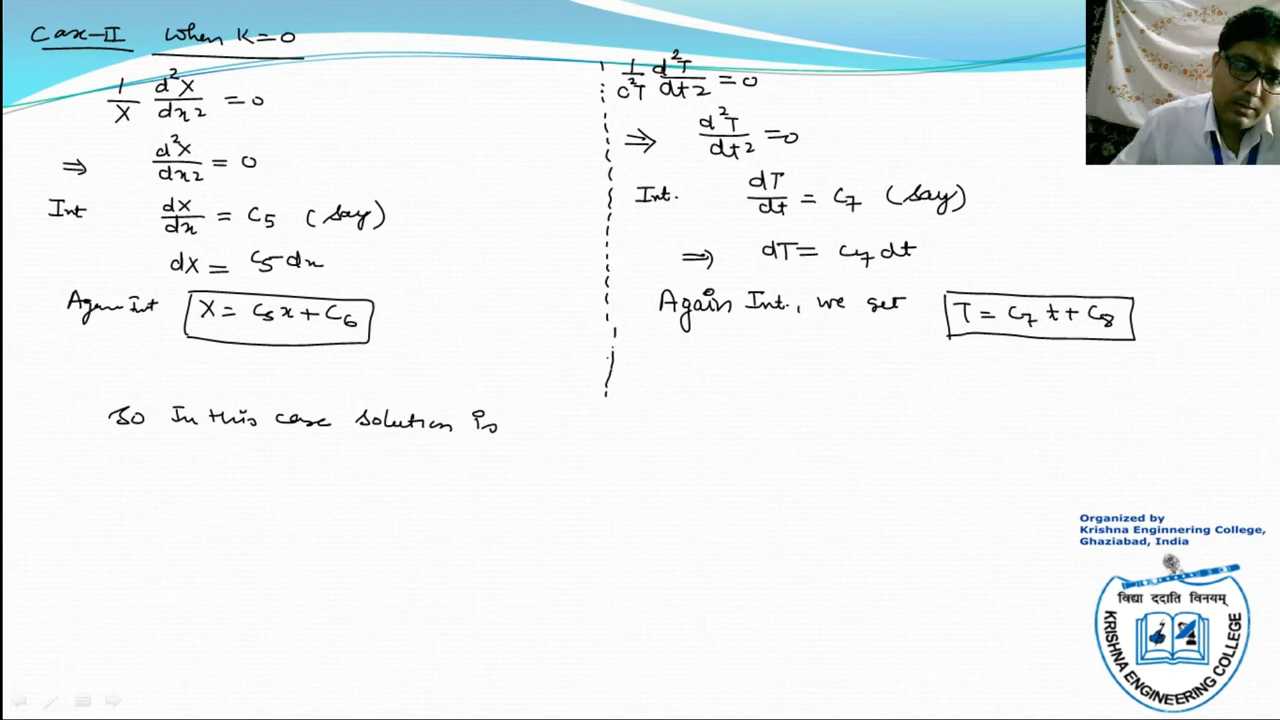 Case-II When K=0
1/X d²X/dx2 = 0
⇒ d²X/dx2 = 0
Int dX/dx = C5 (say)
dX = C5 dx
Again Int X = C5x + C6
1/c²T d²T/dt2 = 0
⇒ d²T/dt2 = 0
Int. dT/dt = C7 (say)
⇒ dT = C7 dt
Again Int., we get T = C7 t + C8
So In this case solution is
Organized by
Krishna Enginnering College,
Ghaziabad, India
विद्या ददाति विनयम्
KRISHNA ENGINEERING COLLEGE